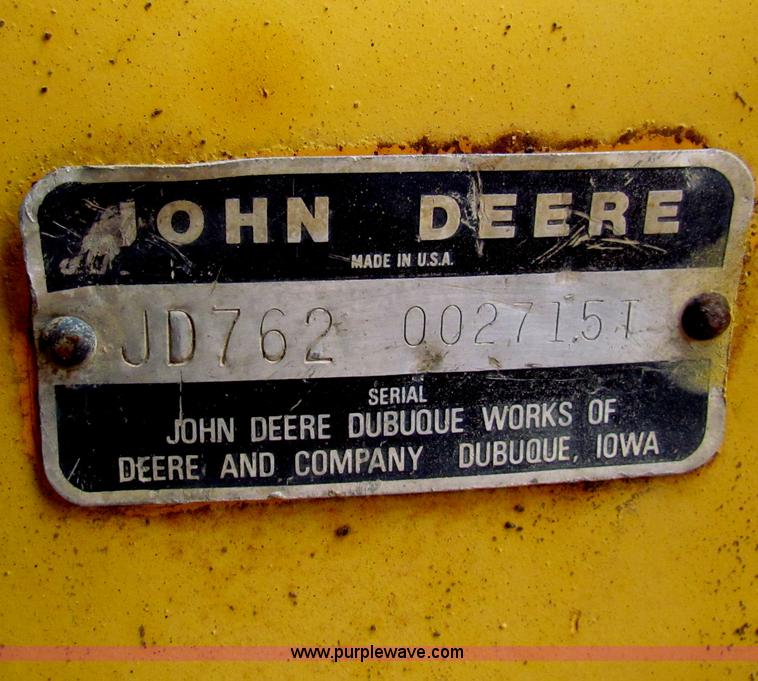 JOHN DEERE
MADE IN U.S.A.
JD762 002715T
SERIAL
JOHN DEERE DUBUQUE WORKS OF
DEERE AND COMPANY DUBUQUE, IOWA
www.purplewave.com